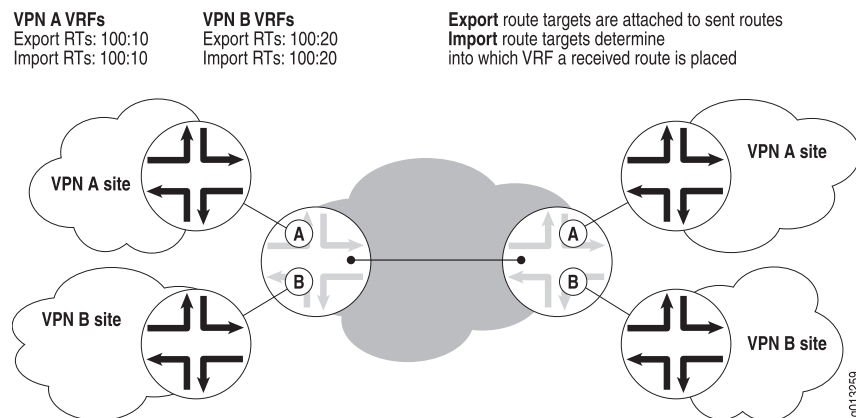 VPN A VRFs
Export RTs: 100:10
Import RTs: 100:10
VPN B VRFs
Export RTs: 100:20
Import RTs: 100:20
Export route targets are attached to sent routes
Import route targets determine
into which VRF a received route is placed
VPN A site
VPN A site
A
A
B
B
VPN B site
VPN B site
g013259